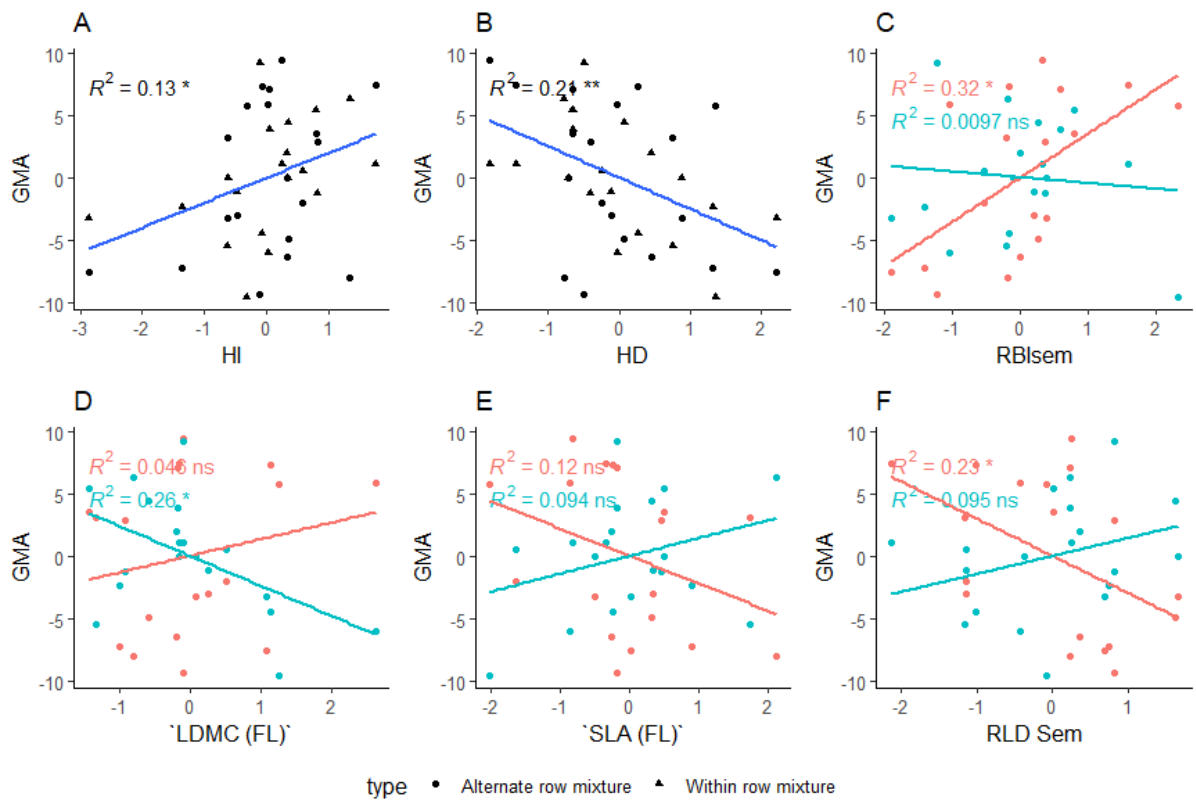 A
B
C
10
5
0
-5
-10
GMA
R² = 0.13 *
-3
-2
-1
0
1
HI
10
5
0
-5
-10
GMA
R² = 0.21 **
-2
-1
0
1
2
HD
10
5
0
-5
-10
GMA
R² = 0.32 *
R² = 0.0097 ns
-2
-1
0
1
2
RBIsem
D
E
F
10
5
0
-5
-10
GMA
R² = 0.046 ns
R² = 0.26 *
-1
0
1
2
`LDMC (FL)`
10
5
0
-5
-10
GMA
R² = 0.12 ns
R² = 0.094 ns
-2
-1
0
1
2
`SLA (FL)`
10
5
0
-5
-10
GMA
R² = 0.23 *
R² = 0.095 ns
-2
-1
0
1
RLD Sem
type Alternate row mixture Within row mixture